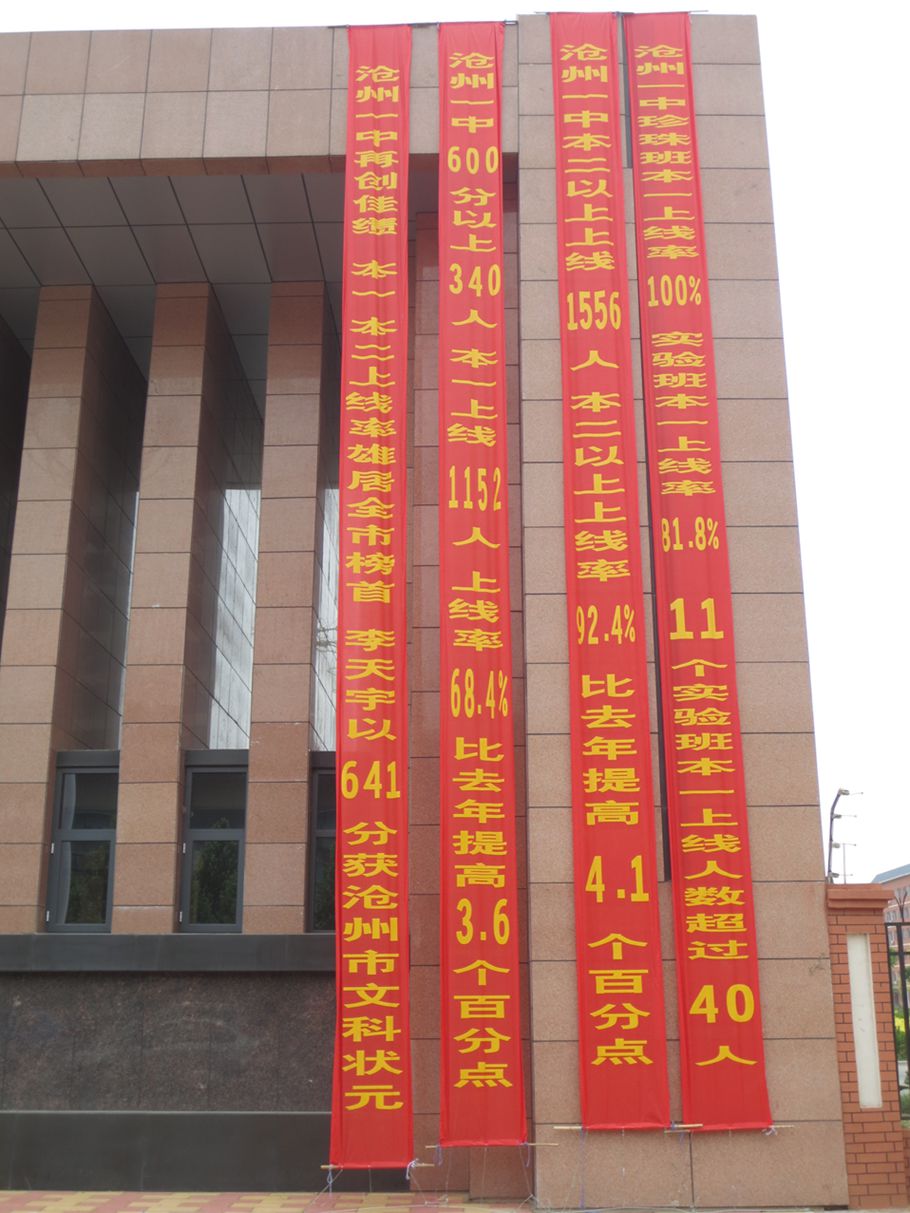 沧州一中再创佳绩 本一本二上线率雄居全市榜首 李天宇以641分获沧州市文科状元
沧州一中600分以上340人 本一上线1152人 上线率68.4%比去年提高3.6个百分点
沧州一中本二以上上线1556人 本二以上上线率92.4% 比去年提高4.1个百分点
沧州一中珍珠班本一上线率100% 实验班本一上线率81.8% 11个实验班本一上线人数超过40人